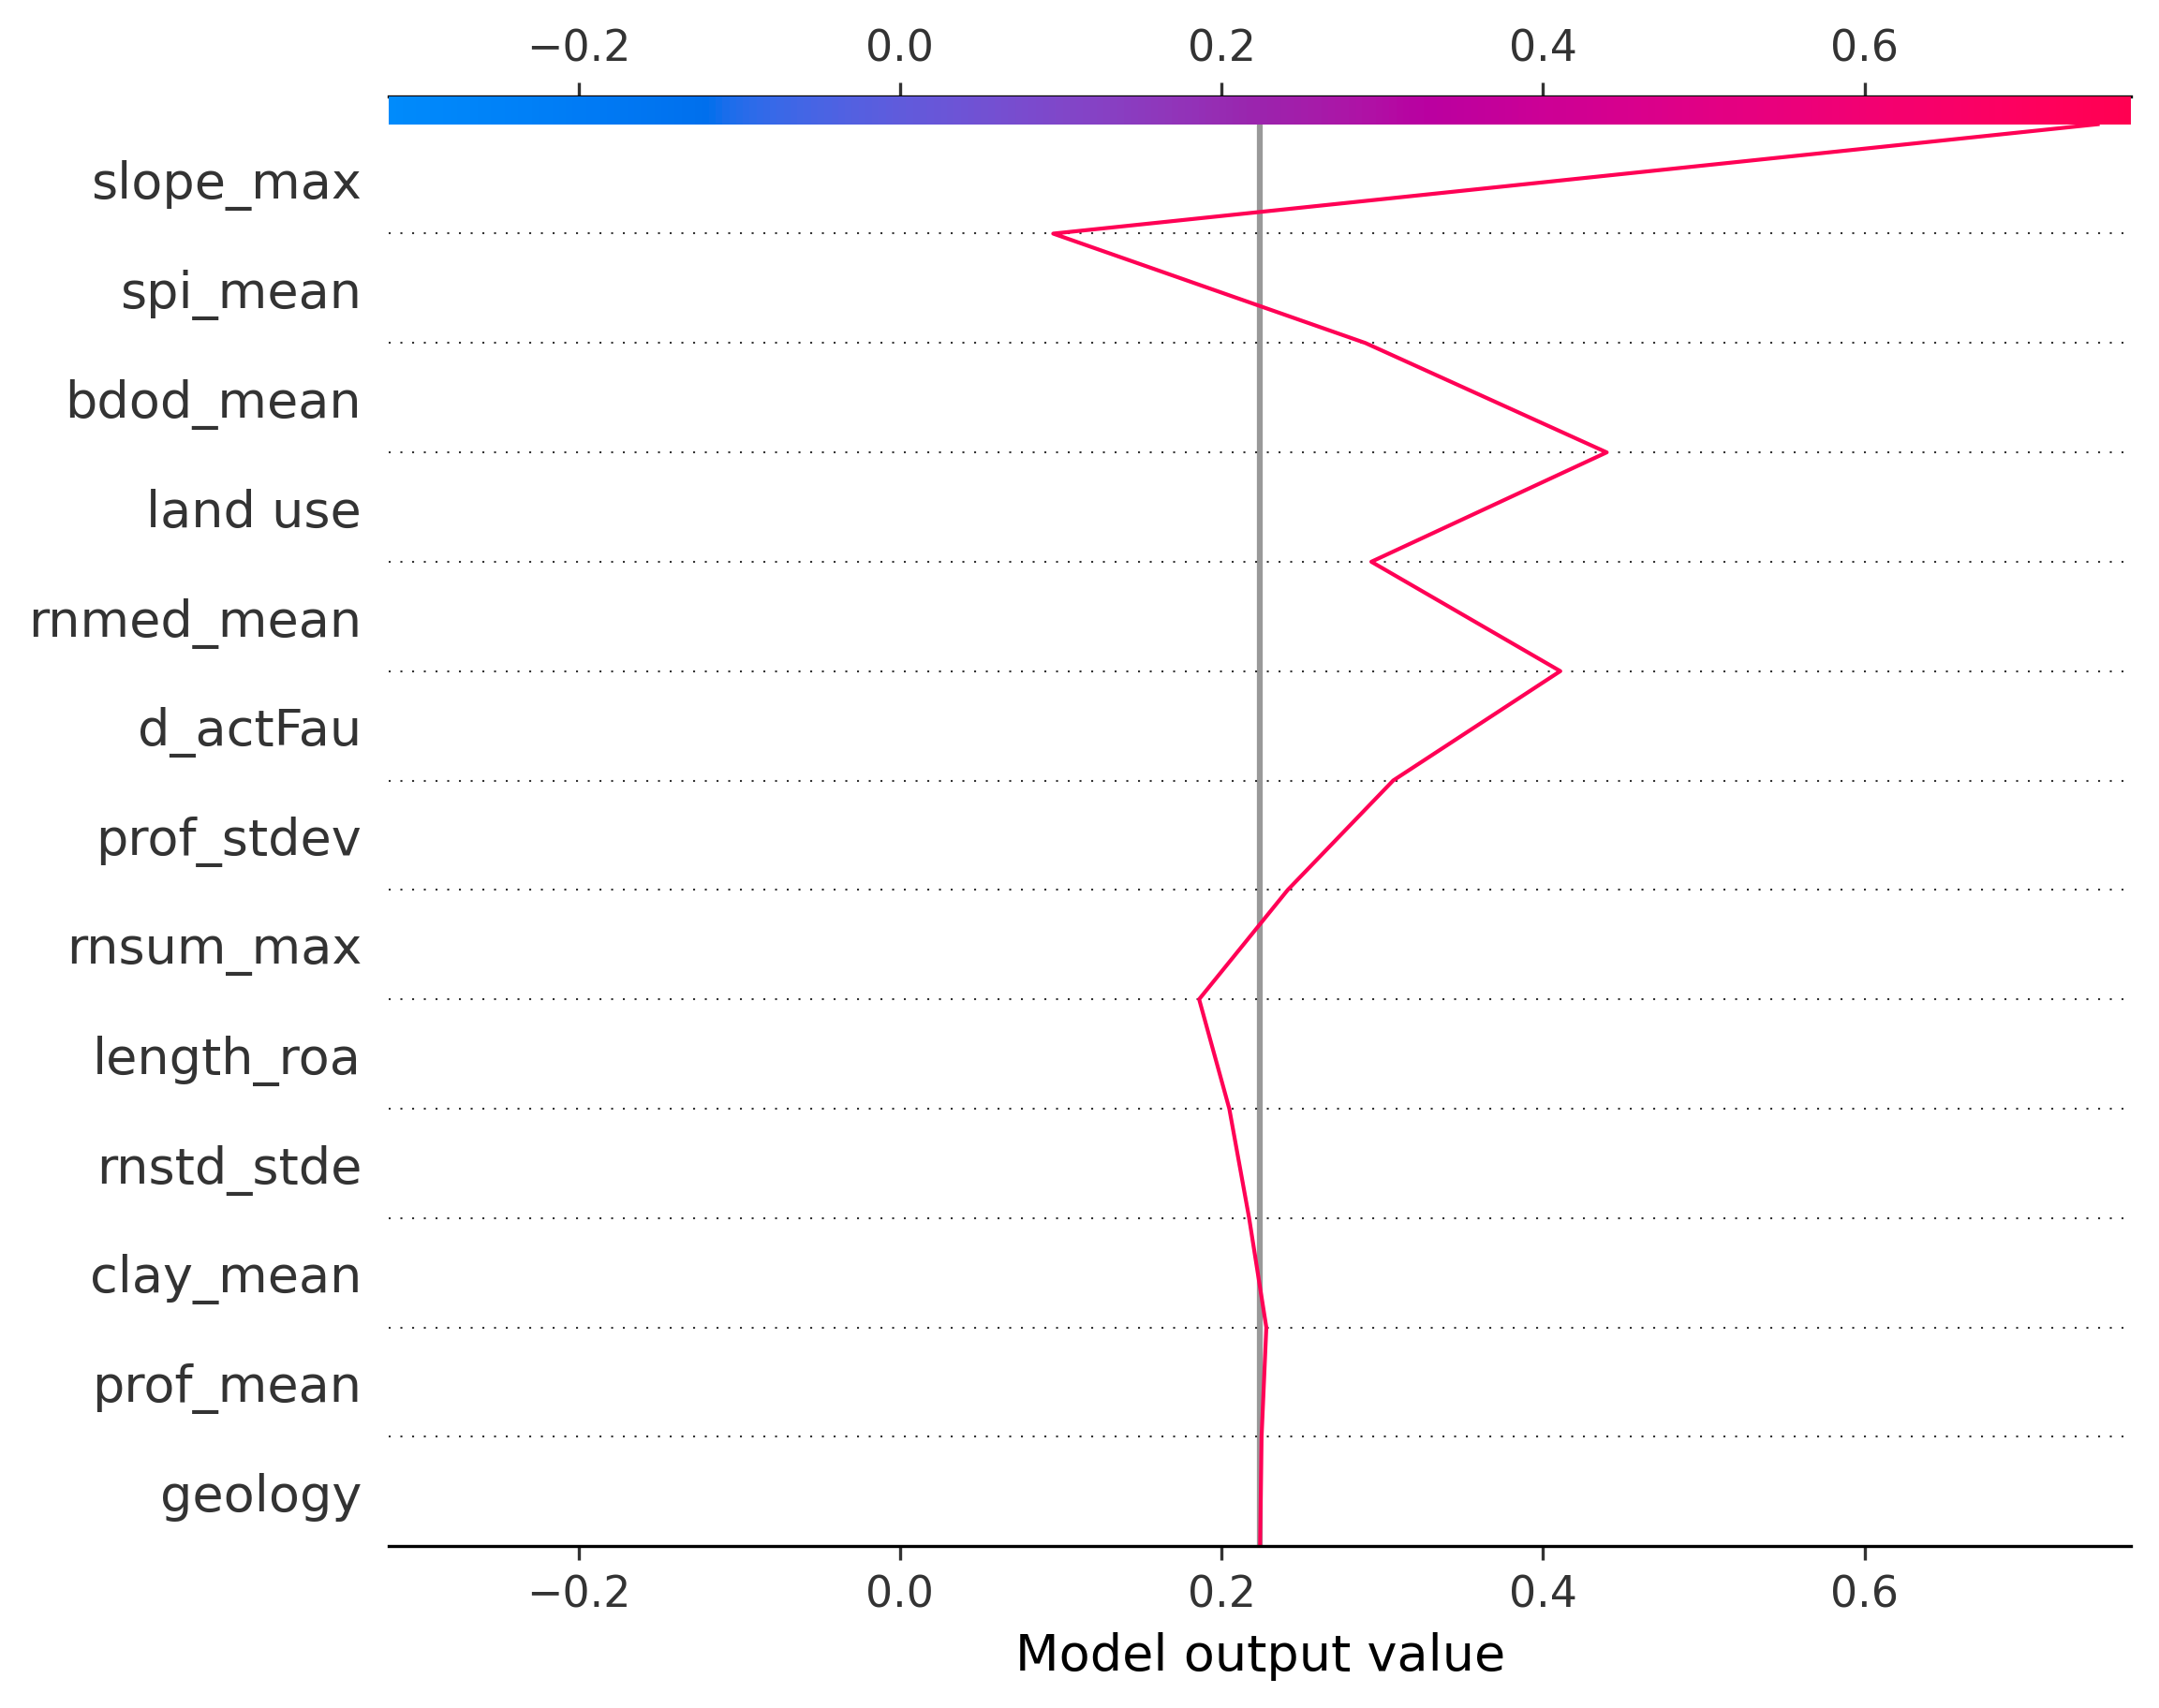 −0.2 0.0 0.2 0.4 0.6
slope_max
spi_mean
bdod_mean
land use
rnmed_mean
d_actFau
prof_stdev
rnsum_max
length_roa
rnstd_stde
clay_mean
prof_mean
geology
−0.2 0.0 0.2 0.4 0.6
Model output value